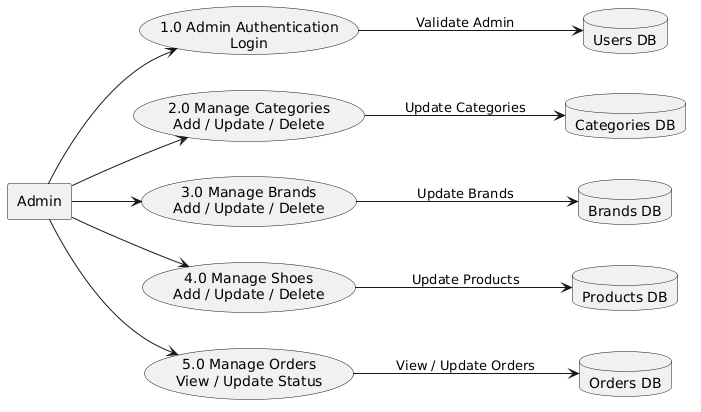 1.0 Admin Authentication
Login
Validate Admin
Users DB
2.0 Manage Categories
Add / Update / Delete
Update Categories
Categories DB
Admin
3.0 Manage Brands
Add / Update / Delete
Update Brands
Brands DB
4.0 Manage Shoes
Add / Update / Delete
Update Products
Products DB
5.0 Manage Orders
View / Update Status
View / Update Orders
Orders DB